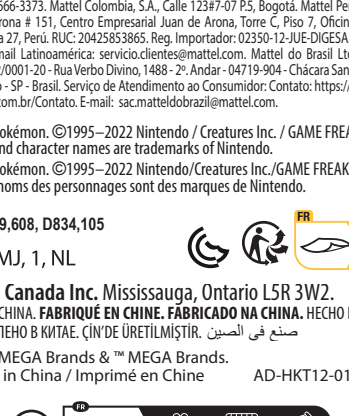 666-3373. Mattel Colombia, S.A., Calle 123#7-07 P.5, Bogotá. Mattel Per
rona # 151, Centro Empresarial Juan de Arona, Torre C, Piso 7, Oficin
a 27, Perú. RUC: 20425853865. Reg. Importador: 02350-12-JUE-DIGESA
mail Latinoamérica: servicio.clientes@mattel.com. Mattel do Brasil Ltd
2/0001-20 - Rua Verbo Divino, 1488 - 2º. Andar - 04719-904 - Chácara San
o - SP - Brasil. Serviço de Atendimento ao Consumidor: Contato: https:/
om.br/Contato. E-mail: sac.matteldobrazil@mattel.com.
okémon. ©1995–2022 Nintendo / Creatures Inc. / GAME FREA
nd character names are trademarks of Nintendo.
okémon. ©1995–2022 Nintendo/Creatures Inc./GAME FREAK
noms des personnages sont des marques de Nintendo.
9,608, D834,105
FR
MJ, 1, NL
Canada Inc. Mississauga, Ontario L5R 3W2.
CHINA. FABRIQUÉ EN CHINE. FABRICADO NA CHINA. HECHO
ЛЕНО В КИТАЕ. ÇİN'DE ÜRETİLMİŞTİR. صنع في الصين
MEGA Brands & ™ MEGA Brands.
in China / Imprimé en Chine AD-HKT12-01
FR